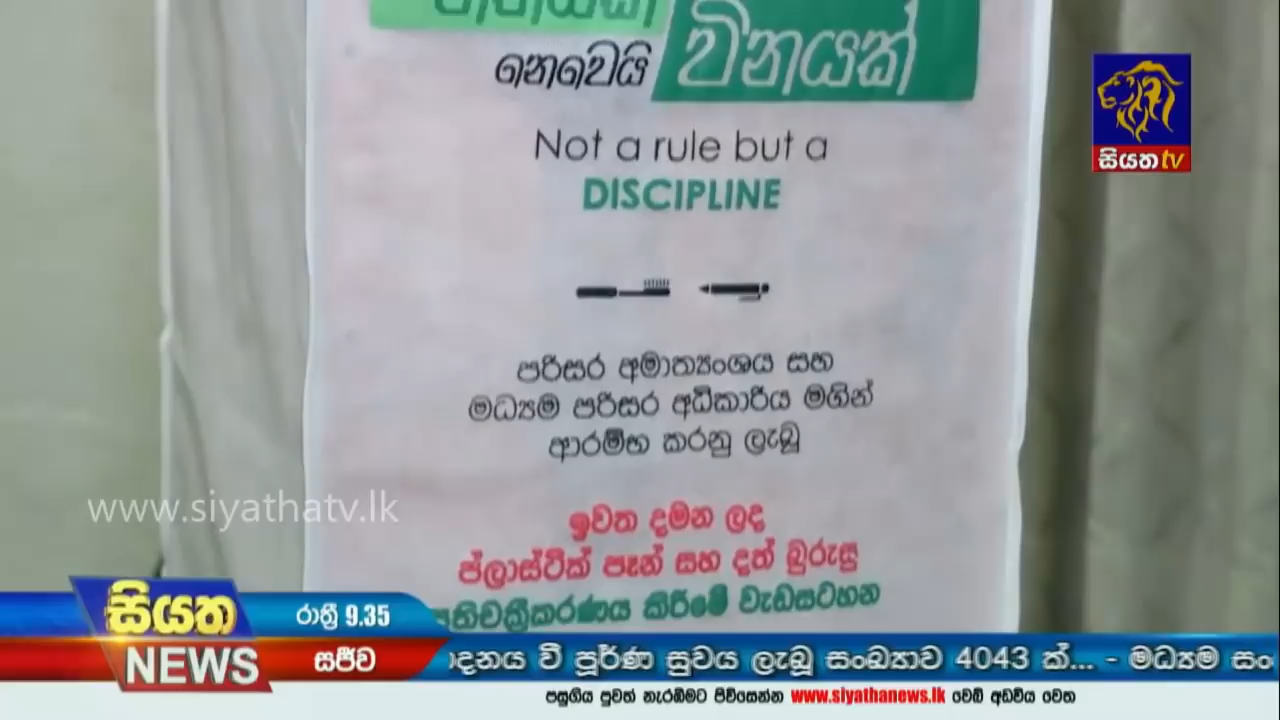 නෙවෙයි විනයක්
Not a rule but a
DISCIPLINE
සියත tv
පරිසර අමාත්‍යංශය සහ
මධ්‍යම පරිසර අධිකාරිය මගින්
ආරම්භ කරනු ලැබූ
www.siyathatv.lk
ඉවත දමන ලද
ප්ලාස්ටික් පෑන් සහ දත් බුරුසු
ප්‍රතිචක්‍රීකරණය කිරීමේ වැඩසටහන
සියත
NEWS
රාත්‍රී 9.35
සජීව
ාදනය වී පූර්ණ සුවය ලැබූ සංඛ්‍යාව 4043 ක්... - මධ්‍යම සං
පසුගිය පුවත් නැරඹීමට පිවිසෙන්න www.siyathanews.lk වෙබ් අඩවිය වෙත